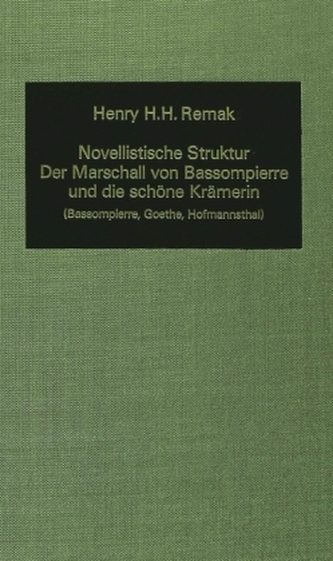 Henry H.H. Remak
Novellistische Struktur
Der Marschall von Bassompierre
und die schöne Krämerin
(Bassompierre, Goethe, Hofmannsthal)